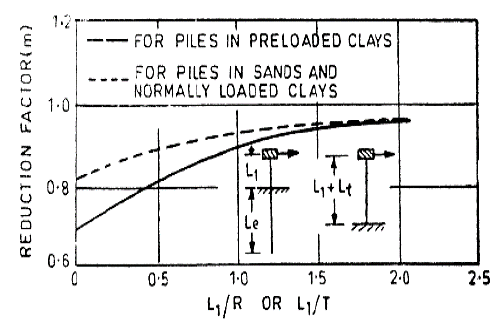 1·2
FOR PILES IN PRELOADED CLAYS
FOR PILES IN SANDS AND
NORMALLY LOADED CLAYS
1.0
0·8
0·6
REDUCTION FACTOR(m)
L1
Le
L1+Lf
0
0·5
1·0
1·5
2·0
2·5
L1/R OR L1/T